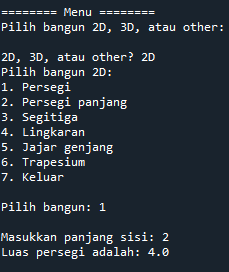 ======== Menu ========
Pilih bangun 2D, 3D, atau other:
2D, 3D, atau other? 2D
Pilih bangun 2D:
1. Persegi
2. Persegi panjang
3. Segitiga
4. Lingkaran
5. Jajar genjang
6. Trapesium
7. Keluar
Pilih bangun: 1
Masukkan panjang sisi: 2
Luas persegi adalah: 4.0